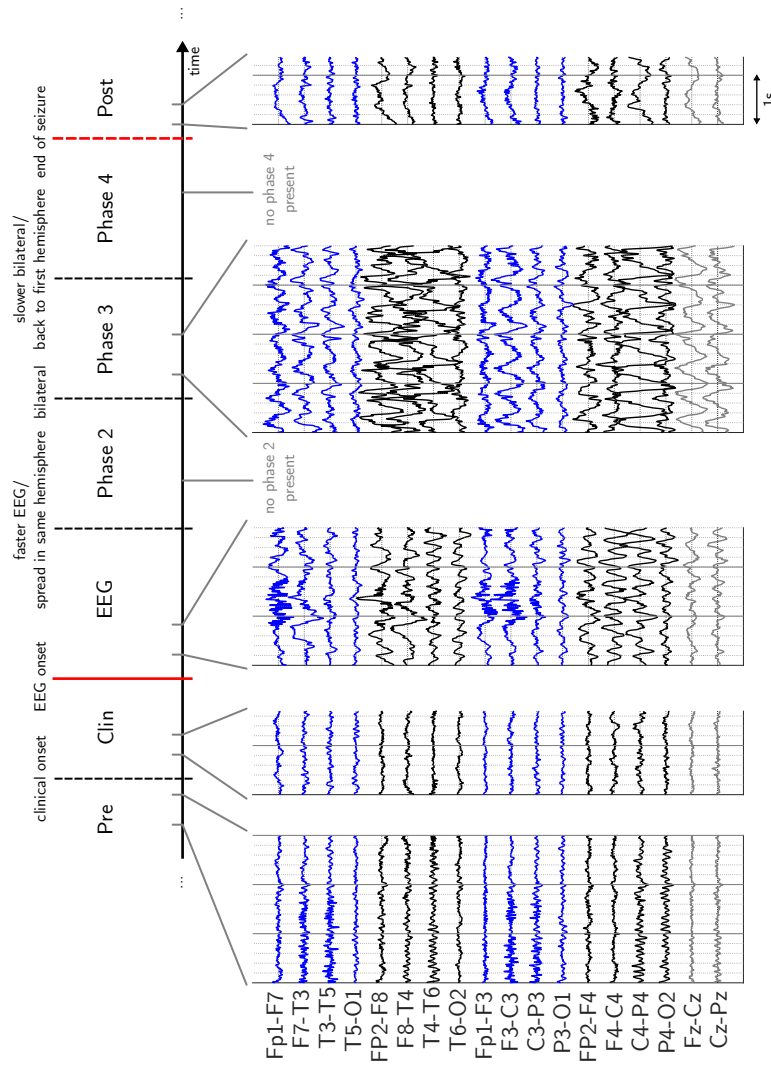 clinical onset
EEG onset
faster EEG/
spread in same hemisphere
bilateral
slower bilateral/
back to first hemisphere
end of seizure
Pre
Clin
EEG
Phase 2
Phase 3
Phase 4
Post
...
time
...
no phase 2
present
no phase 4
present
Fp1-F7
F7-T3
T3-T5
T5-O1
FP2-F8
F8-T4
T4-T6
T6-O2
Fp1-F3
F3-C3
C3-P3
P3-O1
FP2-F4
F4-C4
C4-P4
P4-O2
Fz-Cz
Cz-Pz
1s